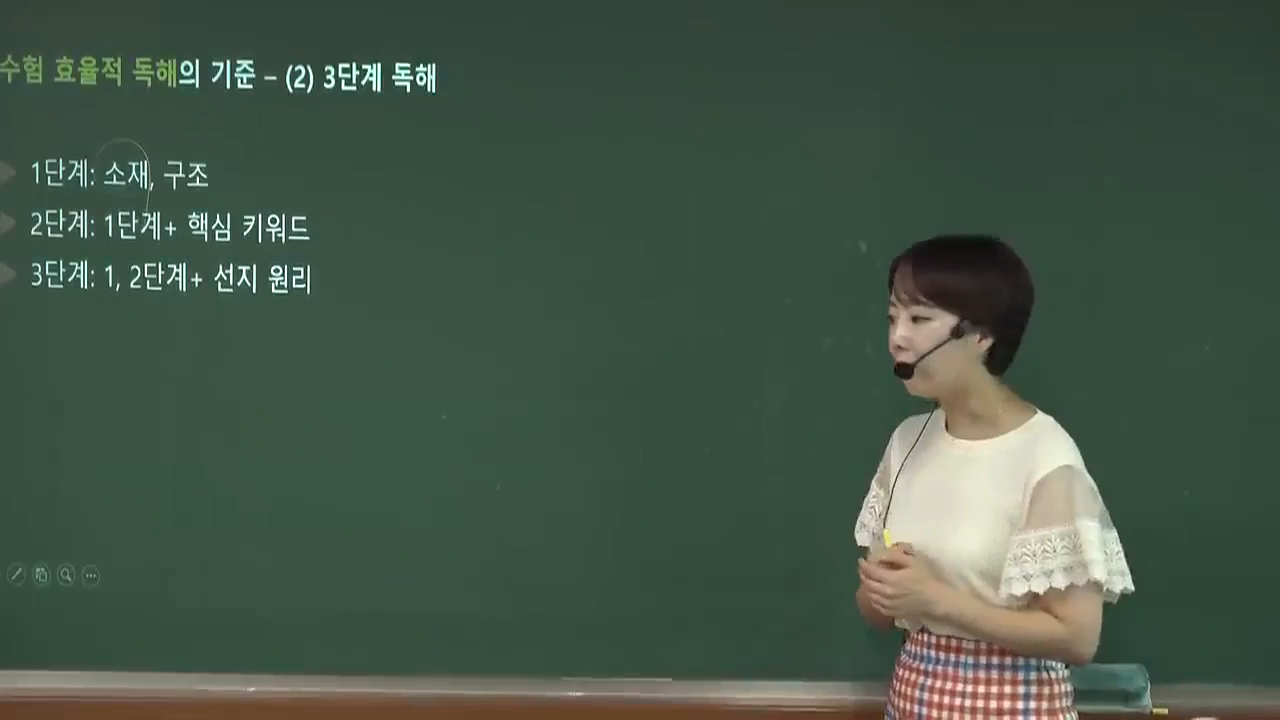 수험 효율적 독해의 기준 – (2) 3단계 독해
1단계: 소재, 구조
2단계: 1단계+ 핵심 키워드
3단계: 1, 2단계+ 선지 원리